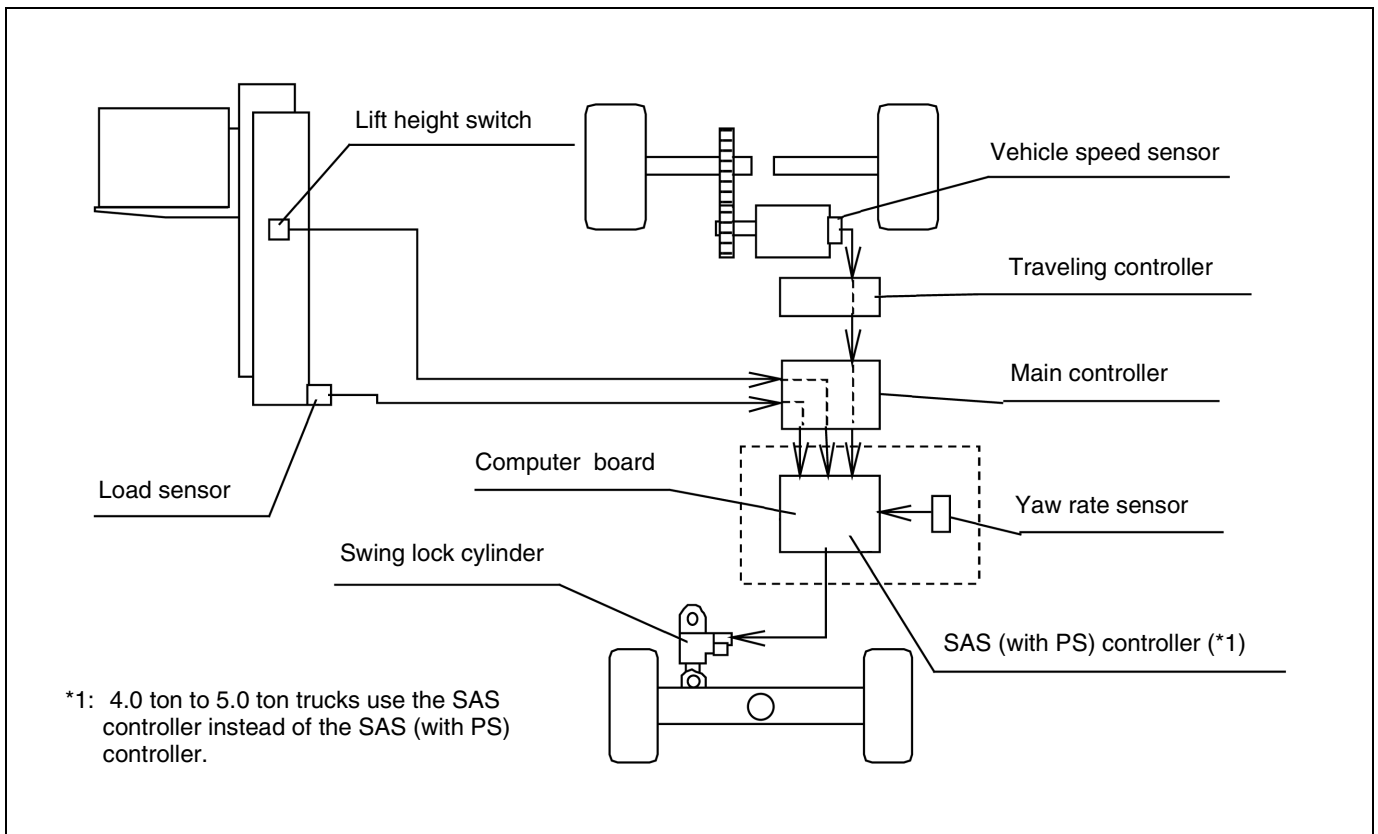 Lift height switch
Vehicle speed sensor
Traveling controller
Main controller
Computer board
Load sensor
Yaw rate sensor
Swing lock cylinder
SAS (with PS) controller (*1)
*1: 4.0 ton to 5.0 ton trucks use the SAS
controller instead of the SAS (with PS)
controller.